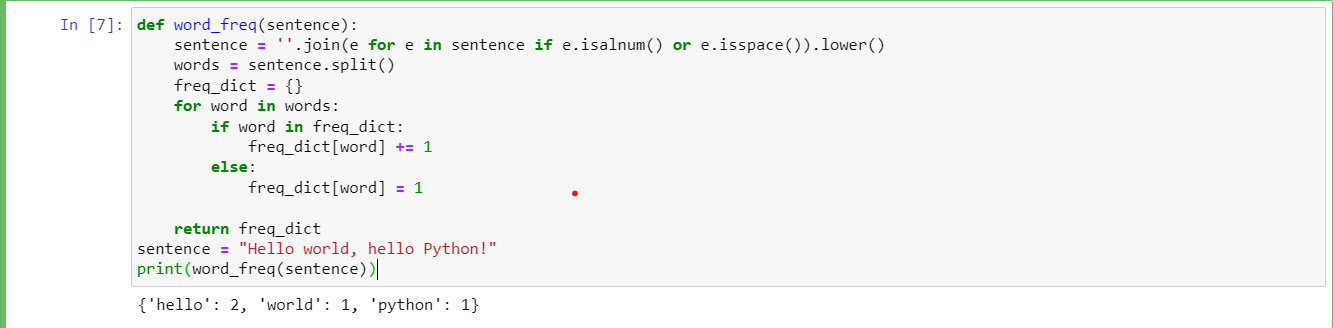 In [7]: def word_freq(sentence):
    sentence = ''.join(e for e in sentence if e.isalnum() or e.isspace()).lower()
    words = sentence.split()
    freq_dict = {}
    for word in words:
        if word in freq_dict:
            freq_dict[word] += 1
        else:
            freq_dict[word] = 1
    return freq_dict
sentence = "Hello world, hello Python!"
print(word_freq(sentence))
{'hello': 2, 'world': 1, 'python': 1}